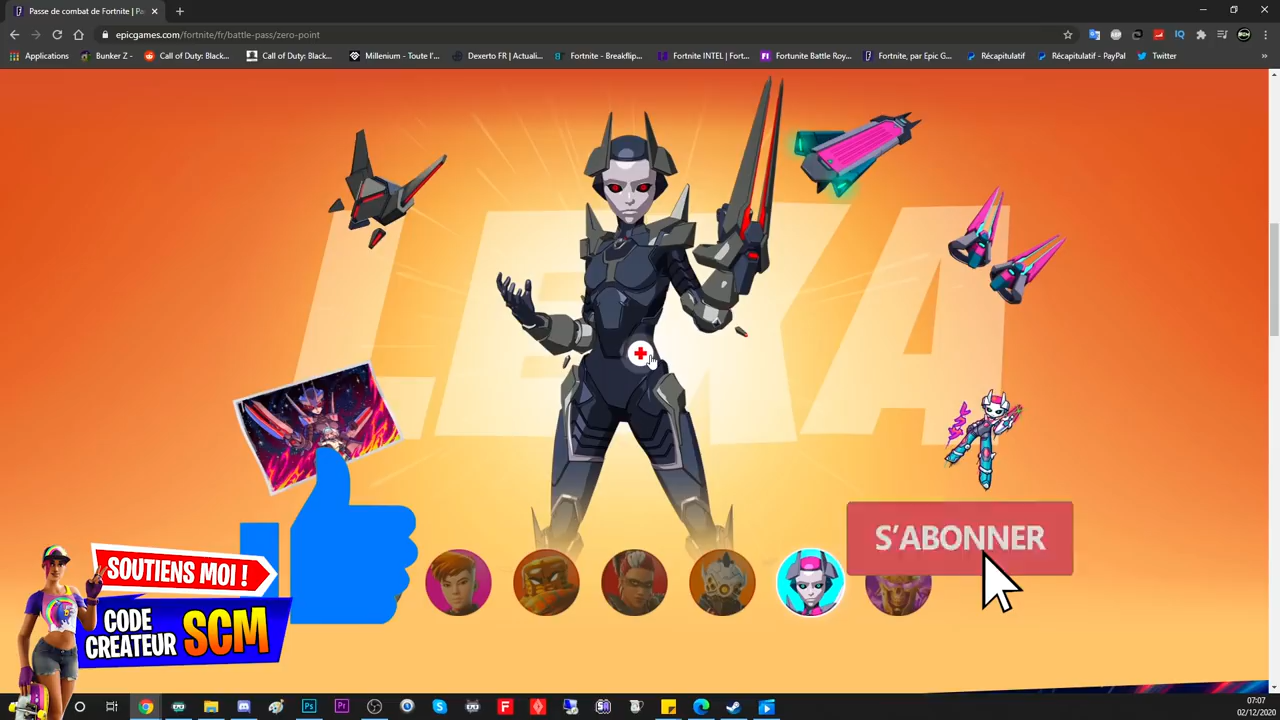 Passe de combat de Fortnite | Pa
epicgames.com/fortnite/fr/battle-pass/zero-point
Applications
Bunker Z -
Call of Duty: Black...
Call of Duty: Black...
Millenium - Toute l'...
Dexerto FR | Actuali...
Fortnite - Breakflip...
Fortnite INTEL | Fort...
Fortunite Battle Roy...
Fortnite, par Epic G...
Récapitulatif
Récapitulatif - PayPal
Twitter
»
LEXA
S'ABONNER
SOUTIENS MOI !
CODE
CREATEUR SCM
07:07
02/12/2020